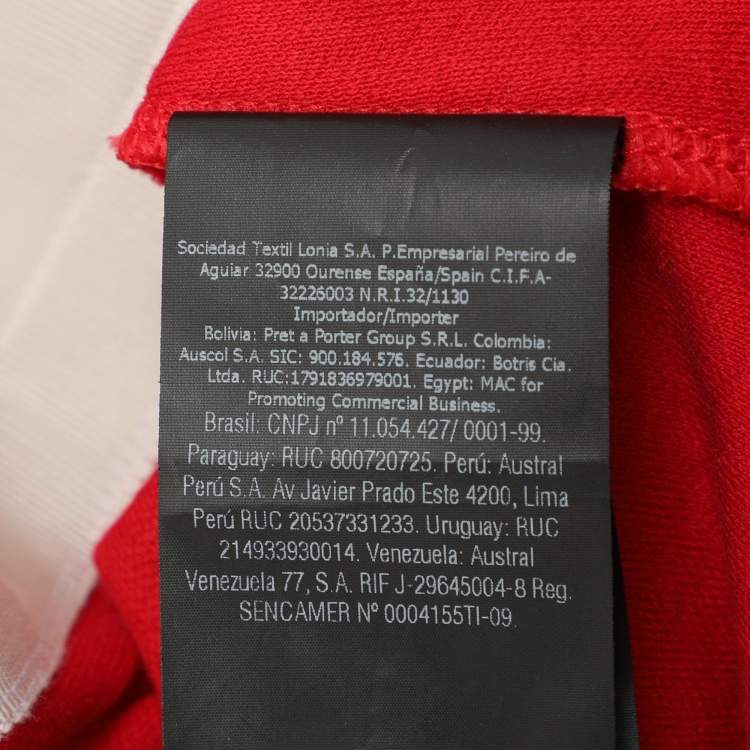 Sociedad Textil Lonia S.A. P.Empresarial Pereiro de
Aguiar 32900 Ourense España/Spain C.I.F.A-
32226003 N.R.I.32/1130
Importador/Importer
Bolivia: Pret a Porter Group S.R.L. Colombia:
Auscol S.A. SIC: 900.184.576. Ecuador: Botris Cia.
Ltda. RUC:1791836979001. Egypt: MAC for
Promoting Commercial Business.
Brasil: CNPJ nº 11.054.427/ 0001-99.
Paraguay: RUC 800720725. Perú: Austral
Perú S.A. Av Javier Prado Este 4200, Lima
Perú RUC 20537331233. Uruguay: RUC
214933930014. Venezuela: Austral
Venezuela 77, S.A. RIF J-29645004-8 Reg.
SENCAMER Nº 0004155TI-09.